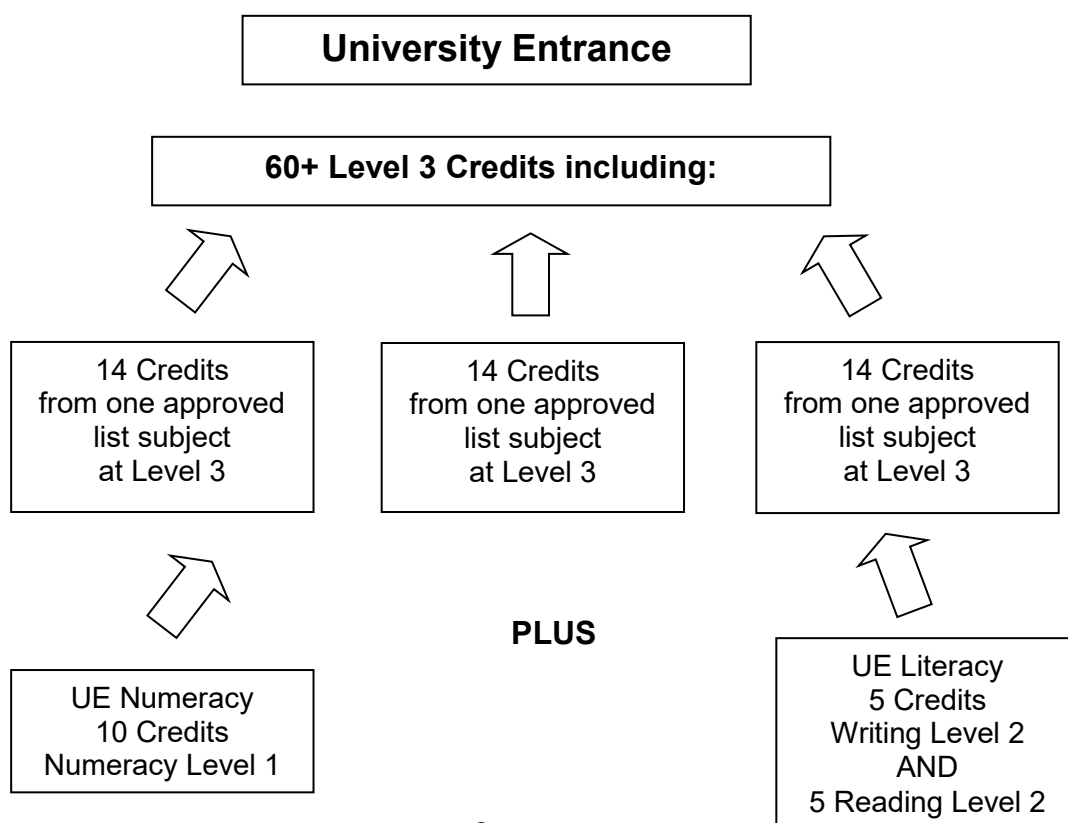 University Entrance
60+ Level 3 Credits including:
14 Credits
from one approved
list subject
at Level 3
14 Credits
from one approved
list subject
at Level 3
14 Credits
from one approved
list subject
at Level 3
PLUS
UE Numeracy
10 Credits
Numeracy Level 1
UE Literacy
5 Credits
Writing Level 2
AND
5 Reading Level 2